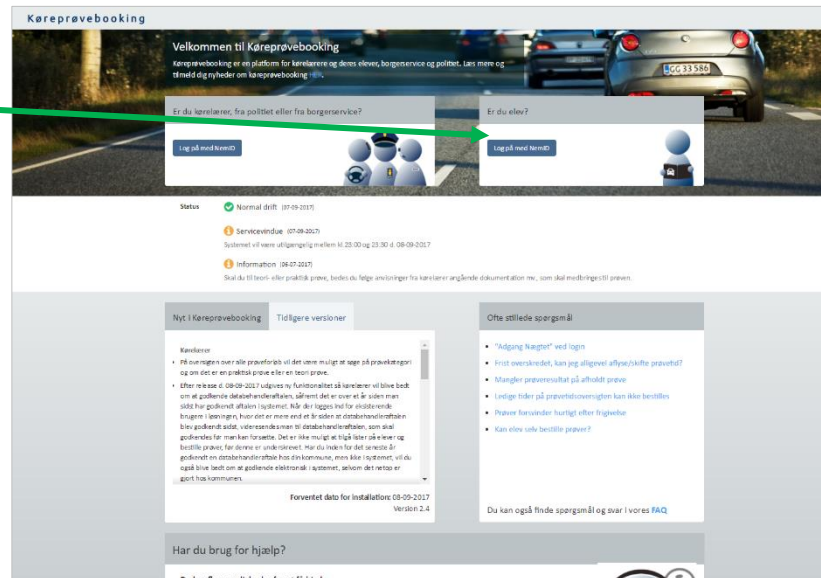 Køreprøvebooking
Velkommen til Køreprøvebooking
Køreprøvebooking er en platform for kørelærere og deres elever, borgerservice og politiet. Læs mere og
tilmeld dig nyheder om køreprøvebooking HER.
GG 33 586
Er du kørelærer, fra politiet eller fra borgerservice?
Log på med NemID
Er du elev?
Log på med NemID
Status
Normal drift (07-09-2017)
Servicevindue (07-09-2017)
Systemet vil være utilgængelig mellem kl. 23:00 og 23:30 d. 08-09-2017
Information (06-07-2017)
Skal du til teori- eller praktisk prøve, bedes du følge anvisninger fra kørelærer angående dokumentation mv., som skal medbringes til prøven.
Nyt i Køreprøvebooking
Tidligere versioner
Kørelærer
På oversigten over alle prøveforløb vil det være muligt at søge på prøvekategori
og om det er en praktisk prøve eller en teori prøve.
Efter release d. 08-09-2017 udgives ny funktionalitet så kørelærer vil blive bedt
om at godkende databehandleraftalen, såfremt det er over et år siden man
sidst har godkendt aftalen i systemet. Når der logges ind for eksisterende
brugere i løsningen, hvor det er mere end et år siden at databehandleraftalen
blev godkendt sidst, videresendes man til databehandleraftalen, som skal
godkendes før man kan forsætte. Det er ikke muligt at tilgå lister på elever og
bestille prøver, før denne er underskrevet. Har du inden for det seneste år
godkendt en databehandleraftale hos din kommune, men ikke i systemet, vil du
også blive bedt om at godkende elektronisk i systemet, selvom det netop er
gjort hos kommunen.
Forventet dato for installation: 08-09-2017
Version 2.4
Ofte stillede spørgsmål
"Adgang Nægtet" ved login
Frist overskredet, kan jeg alligevel aflyse/skifte prøvetid?
Mangler prøveresultat på afholdt prøve
Ledige tider på prøvetidsoversigten kan ikke bestilles
Prøver forsvinder hurtigt efter frigivelse
Kan elev selv bestille prøver?
Du kan også finde spørgsmål og svar i vores FAQ
Har du brug for hjælp?